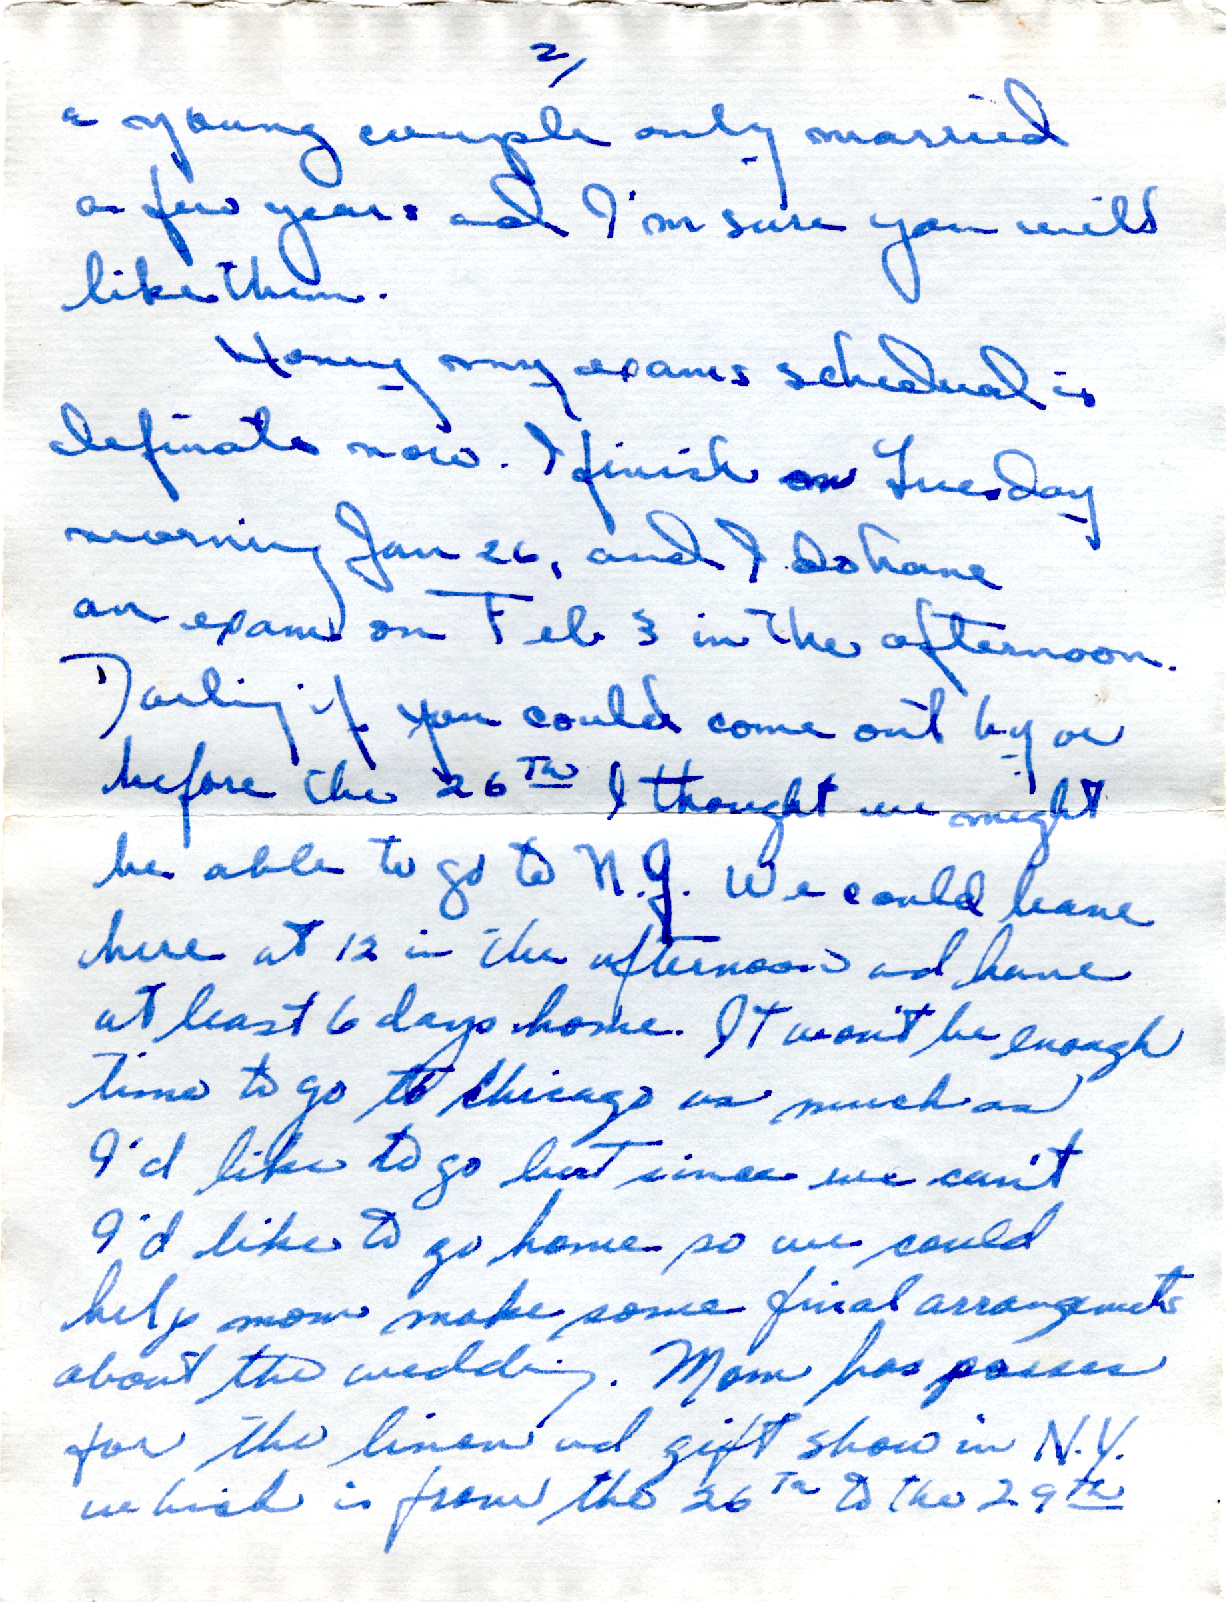 2/
a young couple only married
a few years and I'm sure you will
like them.
Honey my exams schedual is
definate now. I finish on Tuesday
morning Jan 26, and I do have
an exam on Feb 3 in the afternoon.
Darling if you could come out by or
before the 26th I thought we might
be able to go to N.J. We could leave
here at 12 in the afternoon and have
at least 6 days home. It won't be enough
time to go to Chicago as much as
I'd like to go but since we can't
I'd like to go home so we could
help mom make some final arrangements
about the wedding. Mom has passes
for the linen and gift show in N.Y.
which is from the 26th to the 29th